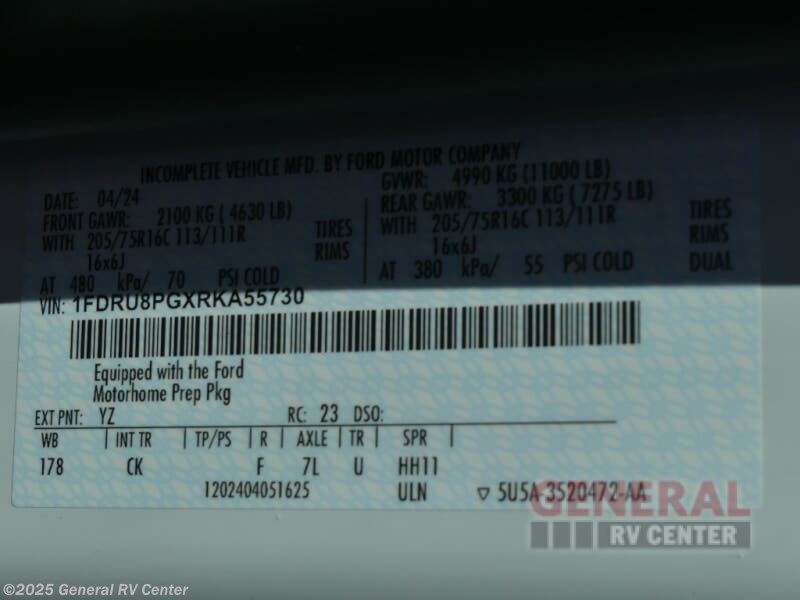 INCOMPLETE VEHICLE MFD. BY FORD MOTOR COMPANY
DATE: 04/24 GVWR: 4990 KG (11000 LB)
FRONT GAWR: 2100 KG ( 4630 LB) REAR GAWR: 3300 KG ( 7275 LB)
WITH 205/75R16C 113/111R TIRES WITH 205/75R16C 113/111R TIRES
16x6J RIMS 16x6J RIMS
AT 480 kPa/ 70 PSI COLD AT 380 kPa/ 55 PSI COLD DUAL
VIN: 1FDRU8PGXRKA55730
Equipped with the Ford
Motorhome Prep Pkg
EXT PNT: YZ RC: 23 DSO:
WB INT TR TP/PS R AXLE TR SPR
178 CK F 7L U HH11
1202404051625 ULN 5U5A-3520472-AA
GENERAL
RV CENTER
©2025 General RV Center